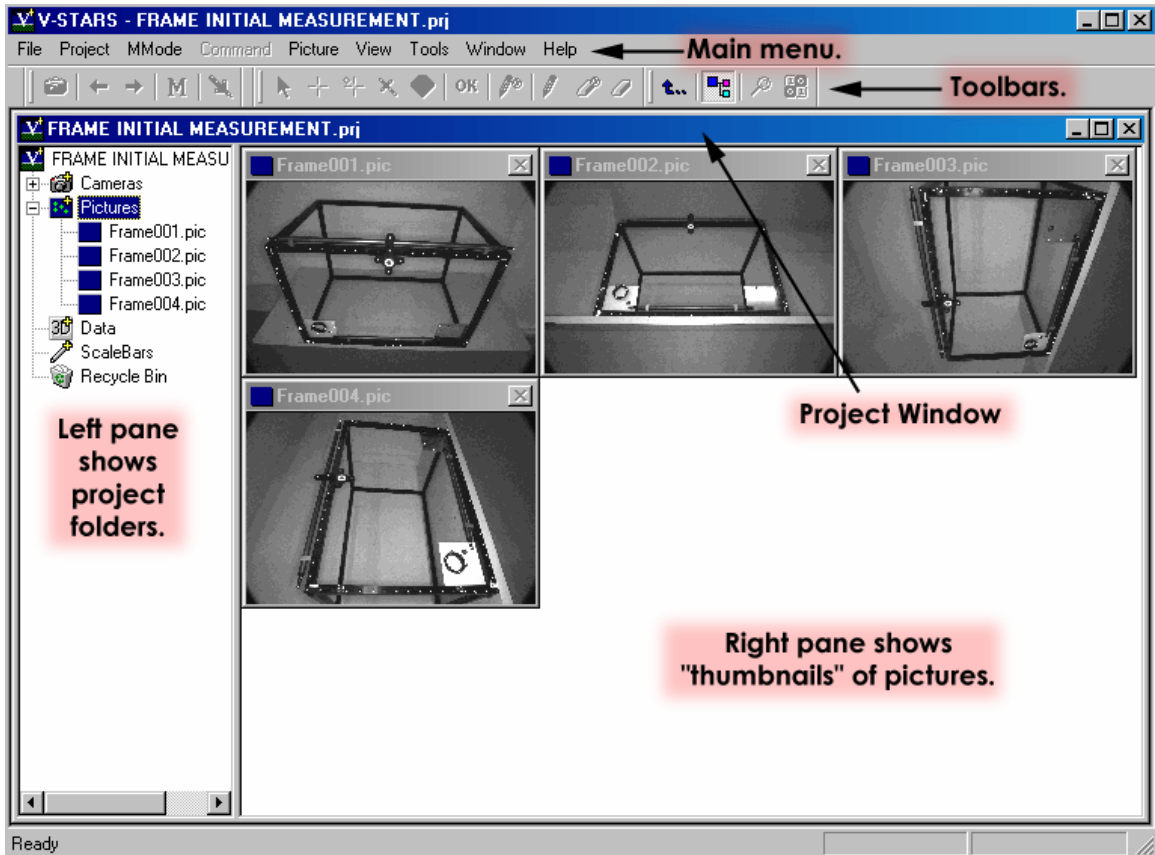 V-STARS - FRAME INITIAL MEASUREMENT.prj
File Project MMode Command Picture View Tools Window Help
Main menu.
M OK
Toolbars.
FRAME INITIAL MEASUREMENT.prj
FRAME INITIAL MEASU
Cameras
Pictures
Frame001.pic
Frame002.pic
Frame003.pic
Frame004.pic
3D Data
ScaleBars
Recycle Bin
Left pane
shows
project
folders.
Frame001.pic
Frame002.pic
Frame003.pic
Frame004.pic
Project Window
Right pane shows
"thumbnails" of pictures.
Ready